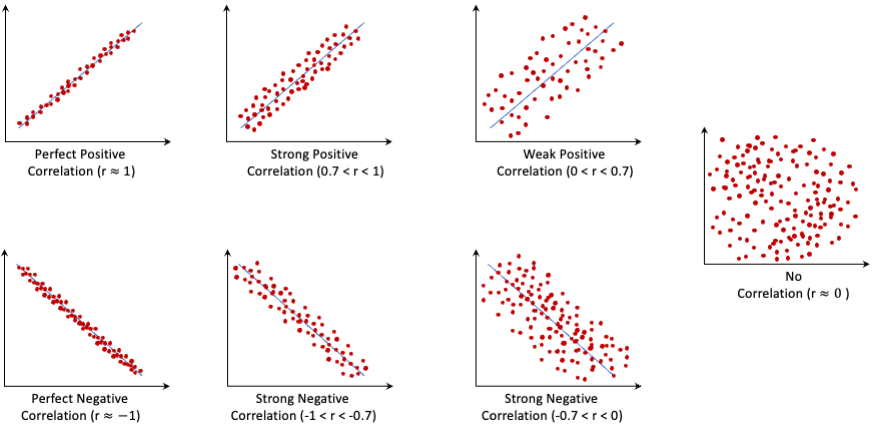 Perfect Positive
Correlation (r ≈ 1)
Strong Positive
Correlation (0.7 < r < 1)
Weak Positive
Correlation (0 < r < 0.7)
No
Correlation (r ≈ 0 )
Perfect Negative
Correlation (r ≈ −1)
Strong Negative
Correlation (-1 < r < -0.7)
Strong Negative
Correlation (-0.7 < r < 0)